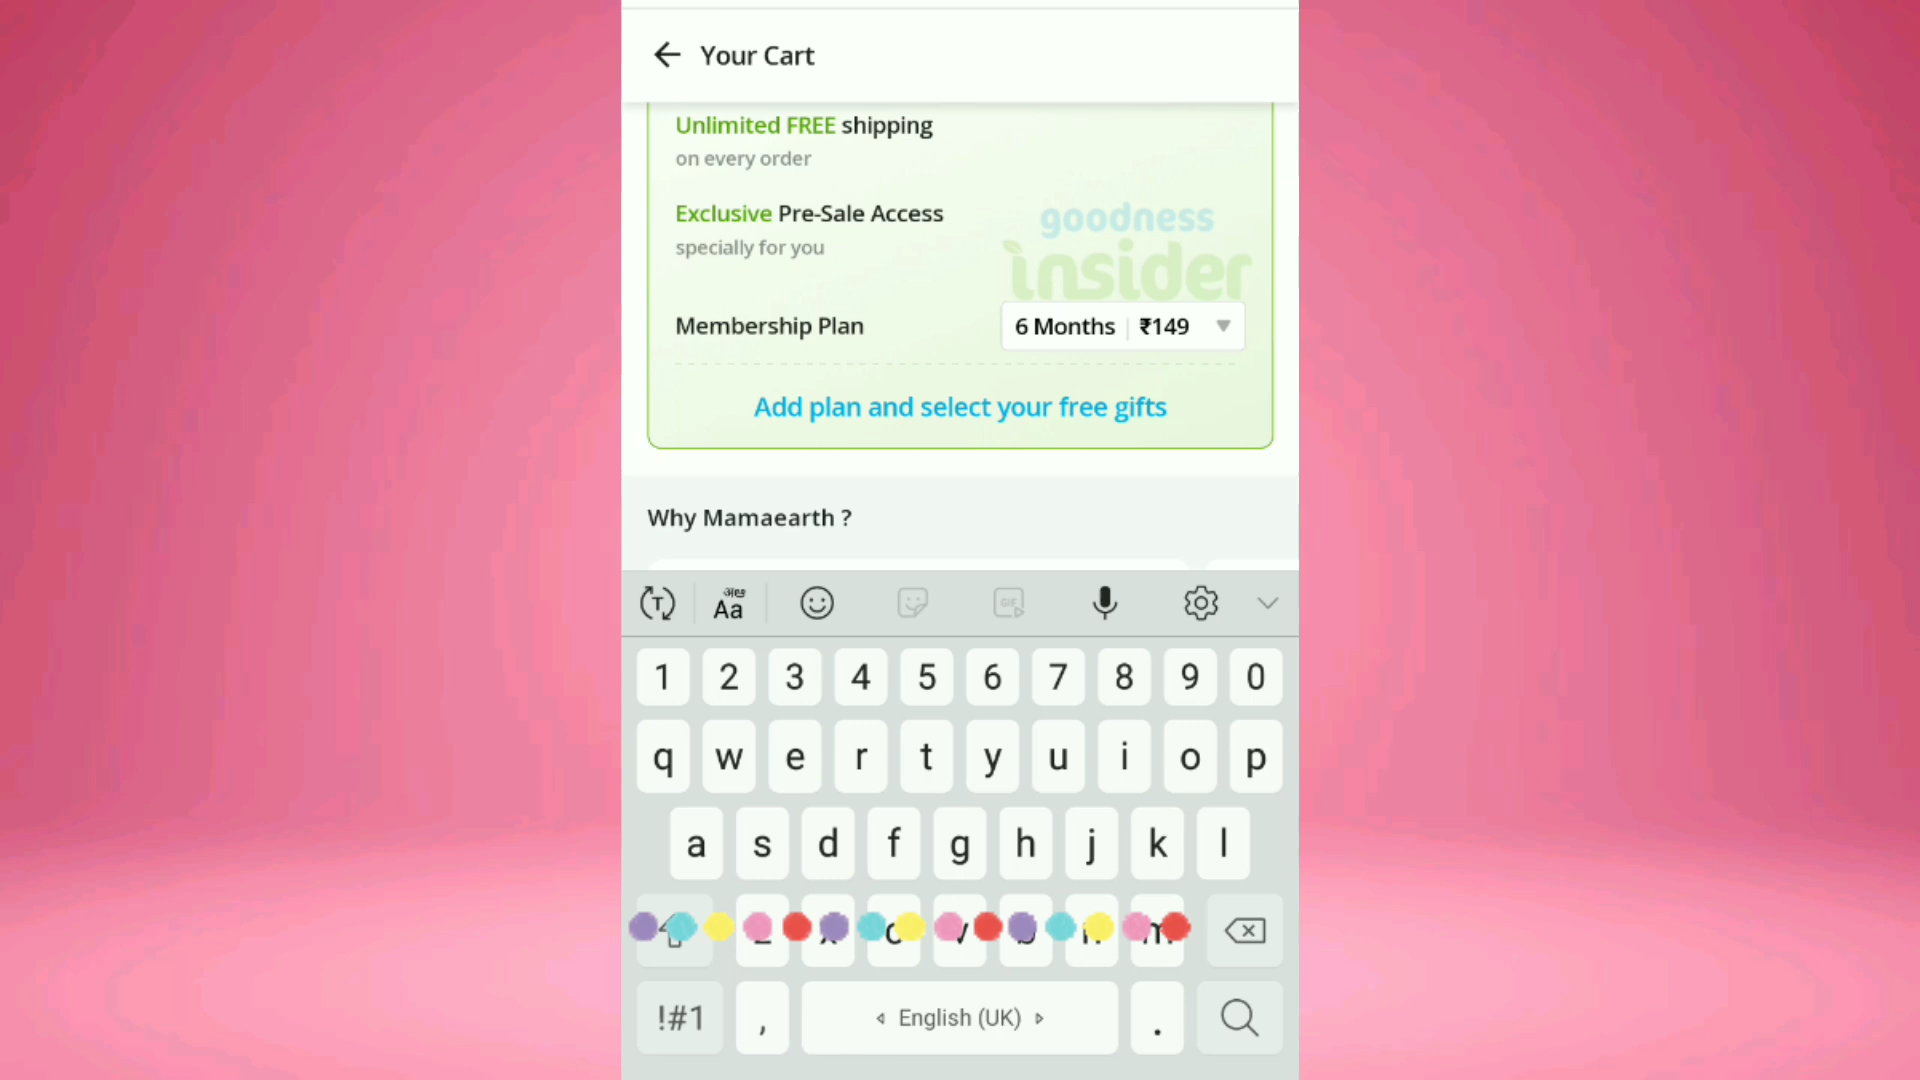 Your Cart
Unlimited FREE shipping
on every order
Exclusive Pre-Sale Access
specially for you
goodness
insider
Membership Plan 6 Months ₹149
Add plan and select your free gifts
Why Mamaearth ?
Aa
GIF
1 2 3 4 5 6 7 8 9 0
q w e r t y u i o p
a s d f g h j k l
!#1 , English (UK) .